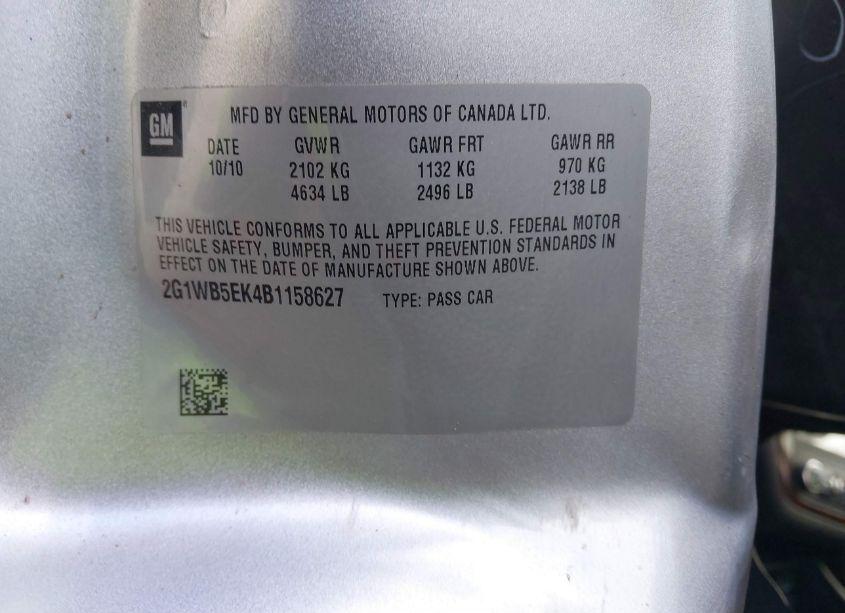 GM
MFD BY GENERAL MOTORS OF CANADA LTD.
DATE GVWR GAWR FRT GAWR RR
10/10 2102 KG 1132 KG 970 KG
4634 LB 2496 LB 2138 LB
THIS VEHICLE CONFORMS TO ALL APPLICABLE U.S. FEDERAL MOTOR
VEHICLE SAFETY, BUMPER, AND THEFT PREVENTION STANDARDS IN
EFFECT ON THE DATE OF MANUFACTURE SHOWN ABOVE.
2G1WB5EK4B1158627 TYPE: PASS CAR